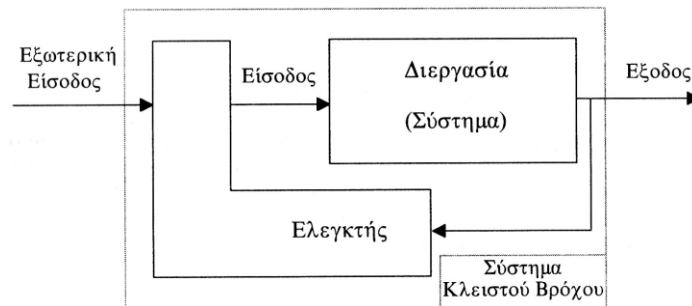 Εξωτερική
Είσοδος
Είσοδος
Διεργασία
(Σύστημα)
Εξοδος
Ελεγκτής
Σύστημα
Κλειστού Βρόχου